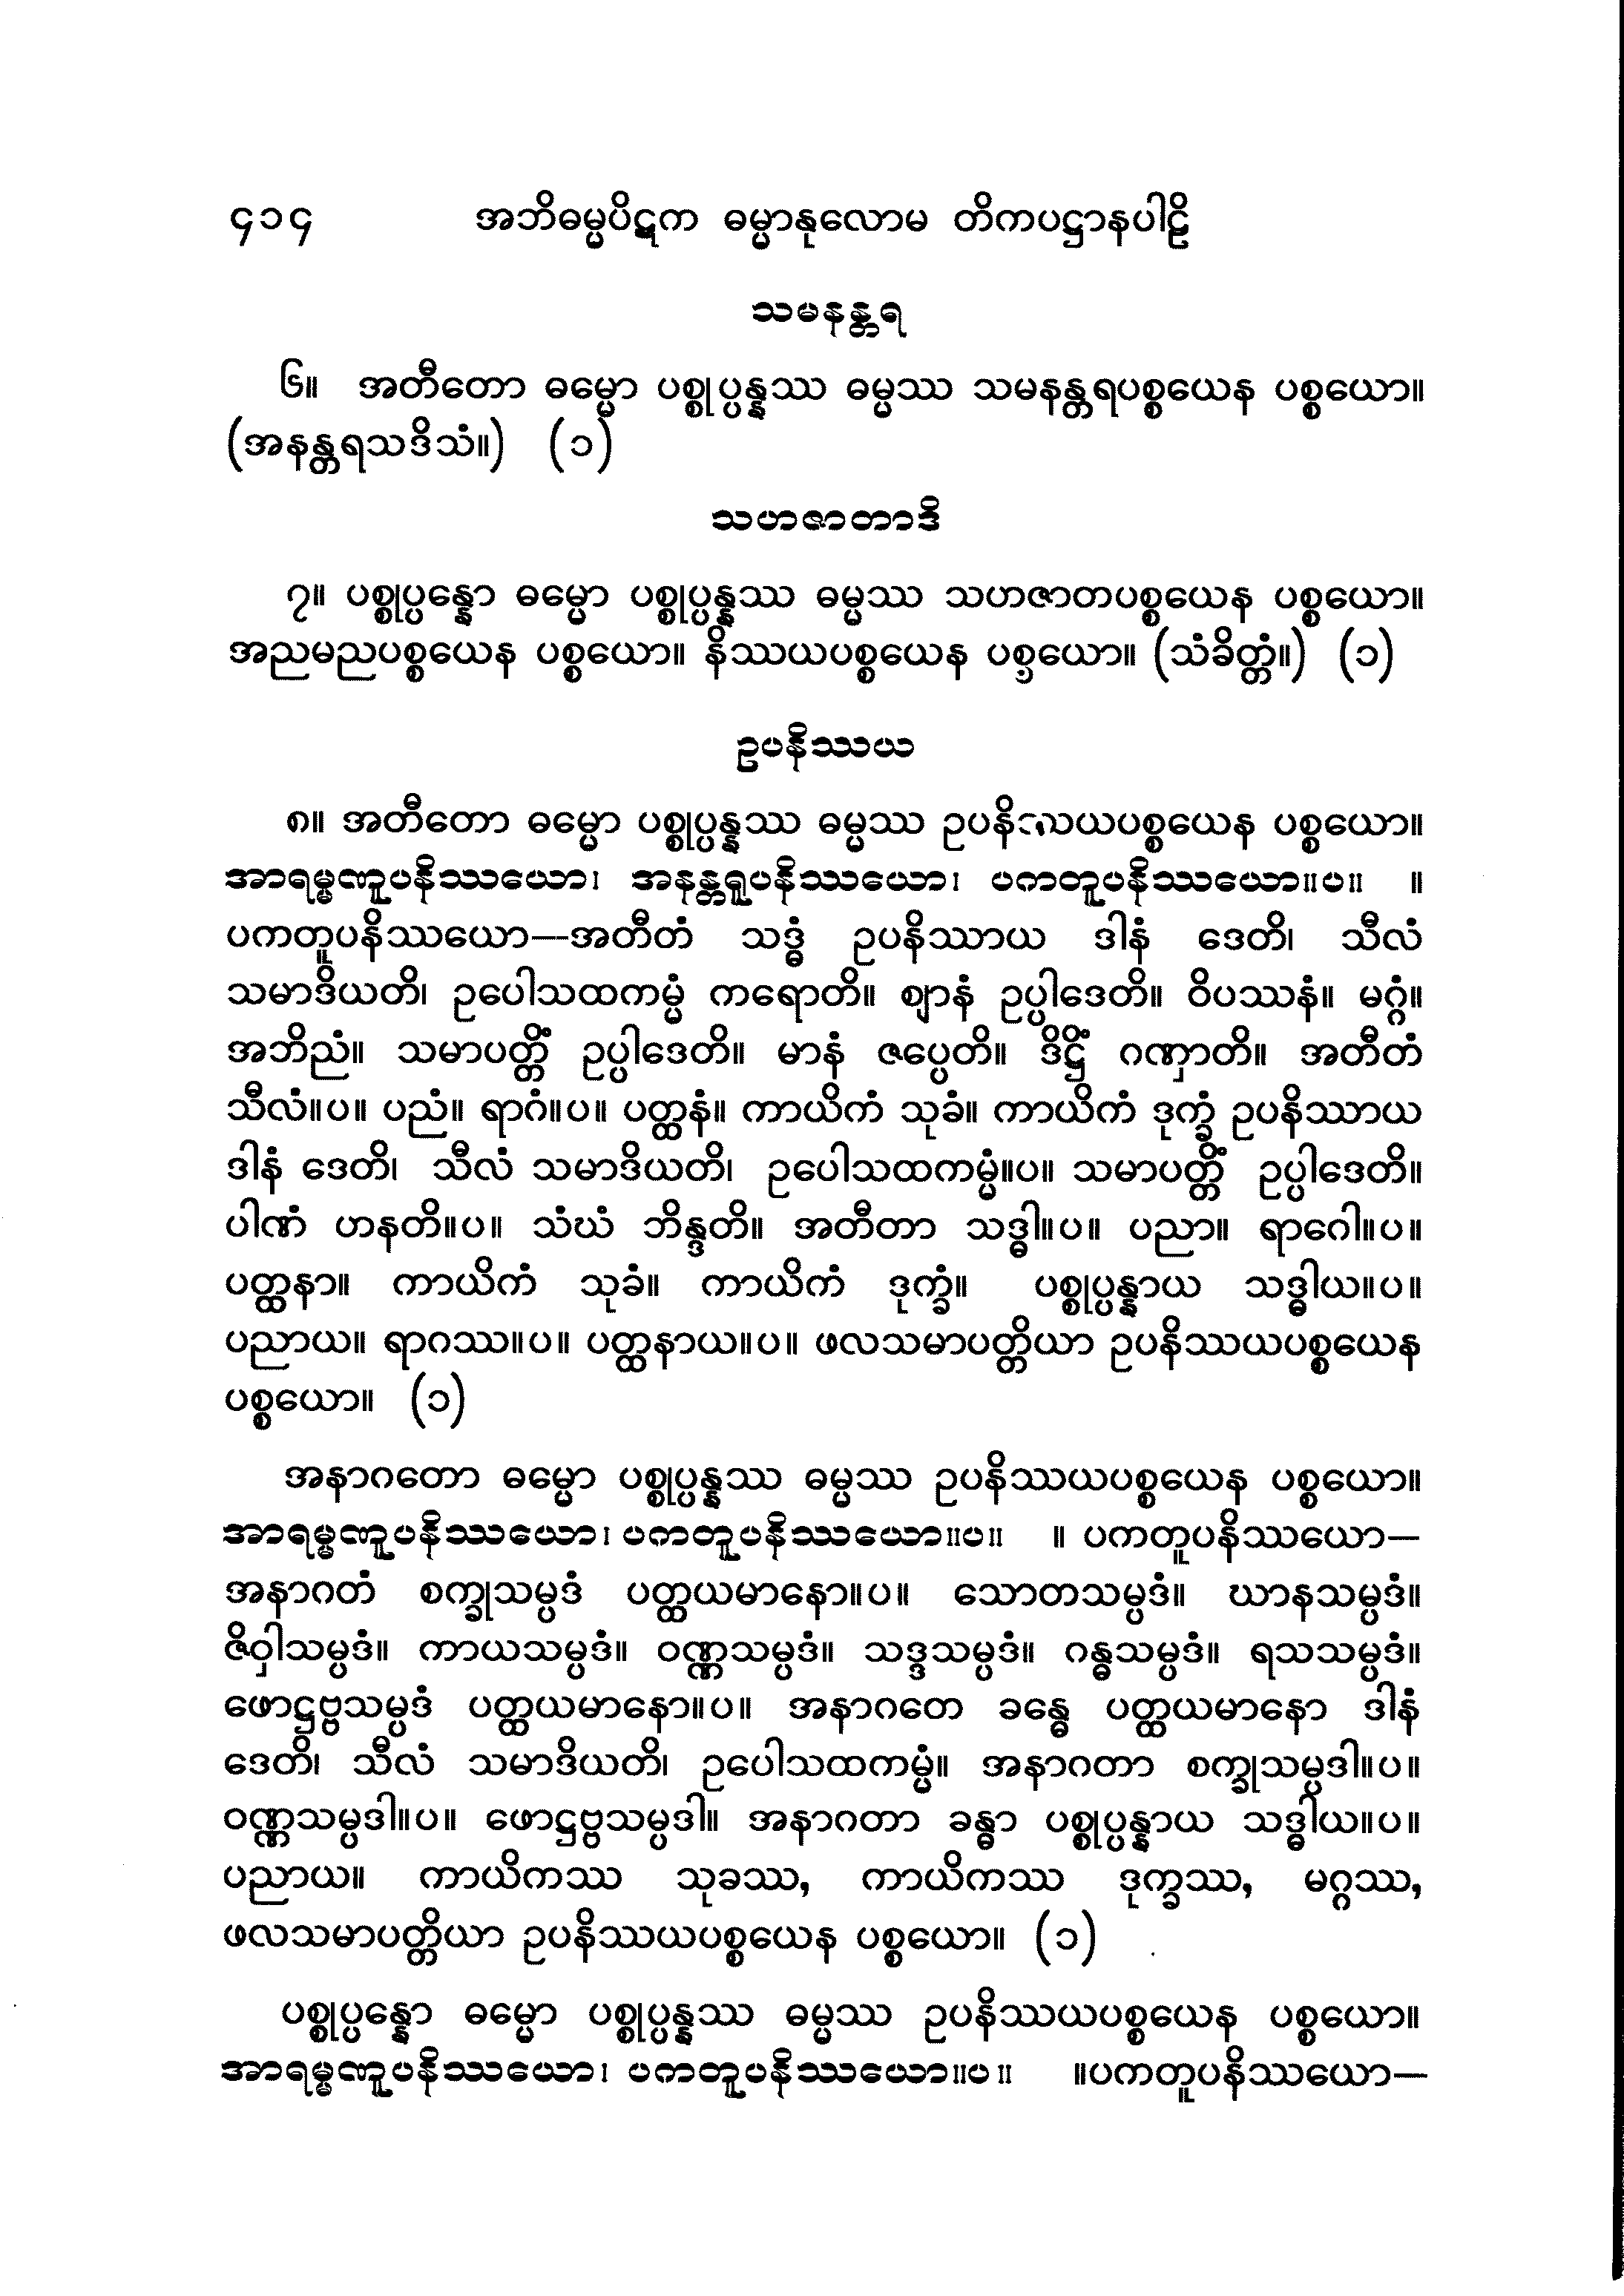 ၄၁၄ အဘိဓမ္မပိဋက ဓမ္မာနုလောမ တိကပဋ္ဌာနပါဠိ
သမနန္တရ
၆။ အတီတော ဓမ္မော ပစ္စုပ္ပန္နဿ ဓမ္မဿ သမနန္တရပစ္စယေန ပစ္စယော။
(အနန္တရသဒိသံ။) (၁)
သဟဇာတာဒိ
၇။ ပစ္စုပ္ပန္နော ဓမ္မော ပစ္စုပ္ပန္နဿ ဓမ္မဿ သဟဇာတပစ္စယေန ပစ္စယော။
အညမညပစ္စယေန ပစ္စယော။ နိဿယပစ္စယေန ပစ္စယော။ (သံခိတ္တံ။) (၁)
ဥပနိဿယ
၈။ အတီတော ဓမ္မော ပစ္စုပ္ပန္နဿ ဓမ္မဿ ဥပနိဿယပစ္စယေန ပစ္စယော။
အာရမ္မဏူပနိဿယော၊ အနန္တရူပနိဿယော၊ ပကတူပနိဿယော။ပ။ ။
ပကတူပနိဿယော—အတီတံ သဒ္ဓံ ဥပနိဿာယ ဒါနံ ဒေတိ၊ သီလံ
သမာဒိယတိ၊ ဥပေါသထကမ္မံ ကရောတိ။ ဈာနံ ဥပ္ပါဒေတိ။ ဝိပဿနံ။ မဂ္ဂံ။
အဘိညံ။ သမာပတ္တိံ ဥပ္ပါဒေတိ။ မာနံ ဇပ္ပေတိ။ ဒိဋ္ဌိံ ဂဏှာတိ။ အတီတံ
သီလံ။ပ။ ပညံ။ ရာဂံ။ပ။ ပတ္ထနံ။ ကာယိကံ သုခံ။ ကာယိကံ ဒုက္ခံ ဥပနိဿာယ
ဒါနံ ဒေတိ၊ သီလံ သမာဒိယတိ၊ ဥပေါသထကမ္မံ။ပ။ သမာပတ္တိံ ဥပ္ပါဒေတိ။
ပါဏံ ဟနတိ။ပ။ သံဃံ ဘိန္ဒတိ။ အတီတာ သဒ္ဓါ။ပ။ ပညာ။ ရာဂေါ။ပ။
ပတ္ထနာ။ ကာယိကံ သုခံ။ ကာယိကံ ဒုက္ခံ။ ပစ္စုပ္ပန္နာယ သဒ္ဓါယ။ပ။
ပညာယ။ ရာဂဿ။ပ။ ပတ္ထနာယ။ပ။ ဖလသမာပတ္တိယာ ဥပနိဿယပစ္စယေန
ပစ္စယော။ (၁)
အနာဂတော ဓမ္မော ပစ္စုပ္ပန္နဿ ဓမ္မဿ ဥပနိဿယပစ္စယေန ပစ္စယော။
အာရမ္မဏူပနိဿယော၊ ပကတူပနိဿယော။ပ။ ။ ပကတူပနိဿယော—
အနာဂတံ စက္ခုသမ္ပဒံ ပတ္ထယမာနော။ပ။ သောတသမ္ပဒံ။ ဃာနသမ္ပဒံ။
ဇိဝှါသမ္ပဒံ။ ကာယသမ္ပဒံ။ ဝဏ္ဏသမ္ပဒံ။ သဒ္ဒသမ္ပဒံ။ ဂန္ဓသမ္ပဒံ။ ရသသမ္ပဒံ။
ဖောဋ္ဌဗ္ဗသမ္ပဒံ ပတ္ထယမာနော။ပ။ အနာဂတေ ခန္ဓေ ပတ္ထယမာနော ဒါနံ
ဒေတိ၊ သီလံ သမာဒိယတိ၊ ဥပေါသထကမ္မံ။ အနာဂတာ စက္ခုသမ္ပဒါ။ပ။
ဝဏ္ဏသမ္ပဒါ။ပ။ ဖောဋ္ဌဗ္ဗသမ္ပဒါ။ အနာဂတာ ခန္ဓာ ပစ္စုပ္ပန္နာယ သဒ္ဓါယ။ပ။
ပညာယ။ ကာယိကဿ သုခဿ, ကာယိကဿ ဒုက္ခဿ, မဂ္ဂဿ,
ဖလသမာပတ္တိယာ ဥပနိဿယပစ္စယေန ပစ္စယော။ (၁)
ပစ္စုပ္ပန္နော ဓမ္မော ပစ္စုပ္ပန္နဿ ဓမ္မဿ ဥပနိဿယပစ္စယေန ပစ္စယော။
အာရမ္မဏူပနိဿယော၊ ပကတူပနိဿယော။ပ။ ။ပကတူပနိဿယော—